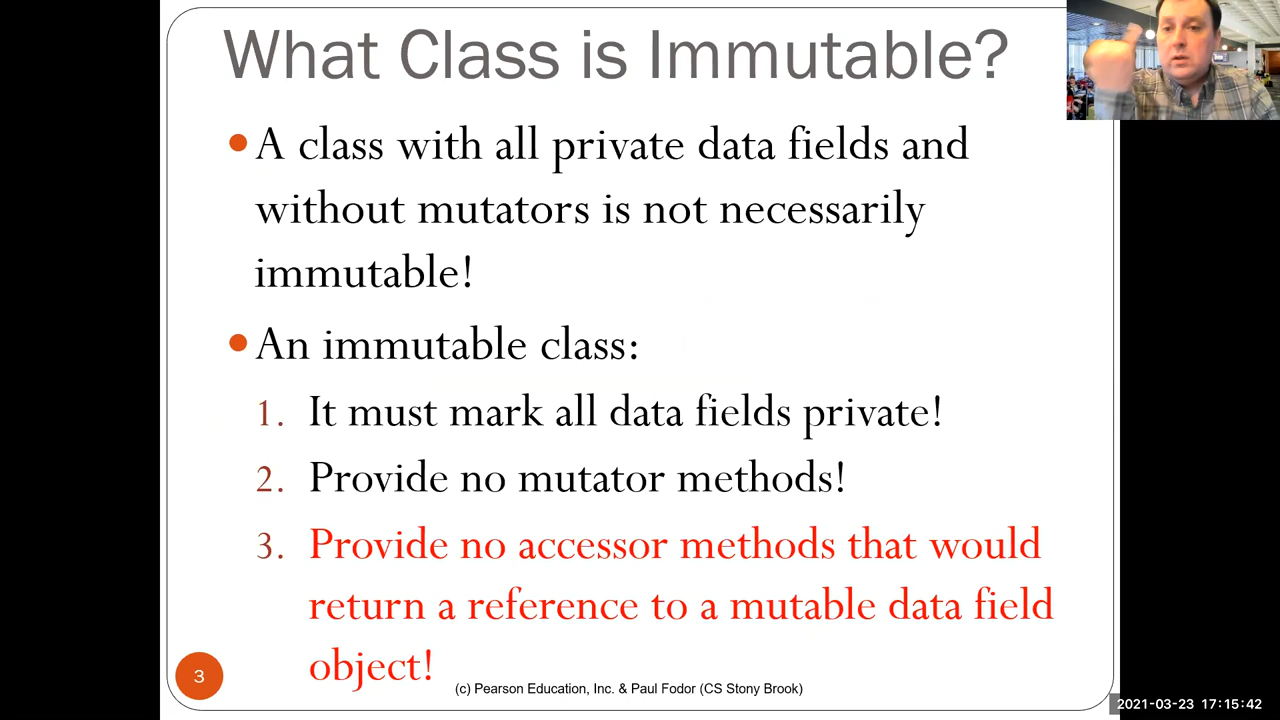 What Class is Immutable?
A class with all private data fields and
without mutators is not necessarily
immutable!
An immutable class:
1. It must mark all data fields private!
2. Provide no mutator methods!
3. Provide no accessor methods that would
return a reference to a mutable data field
object!
3
(c) Pearson Education, Inc. & Paul Fodor (CS Stony Brook)
2021-03-23 17:15:42